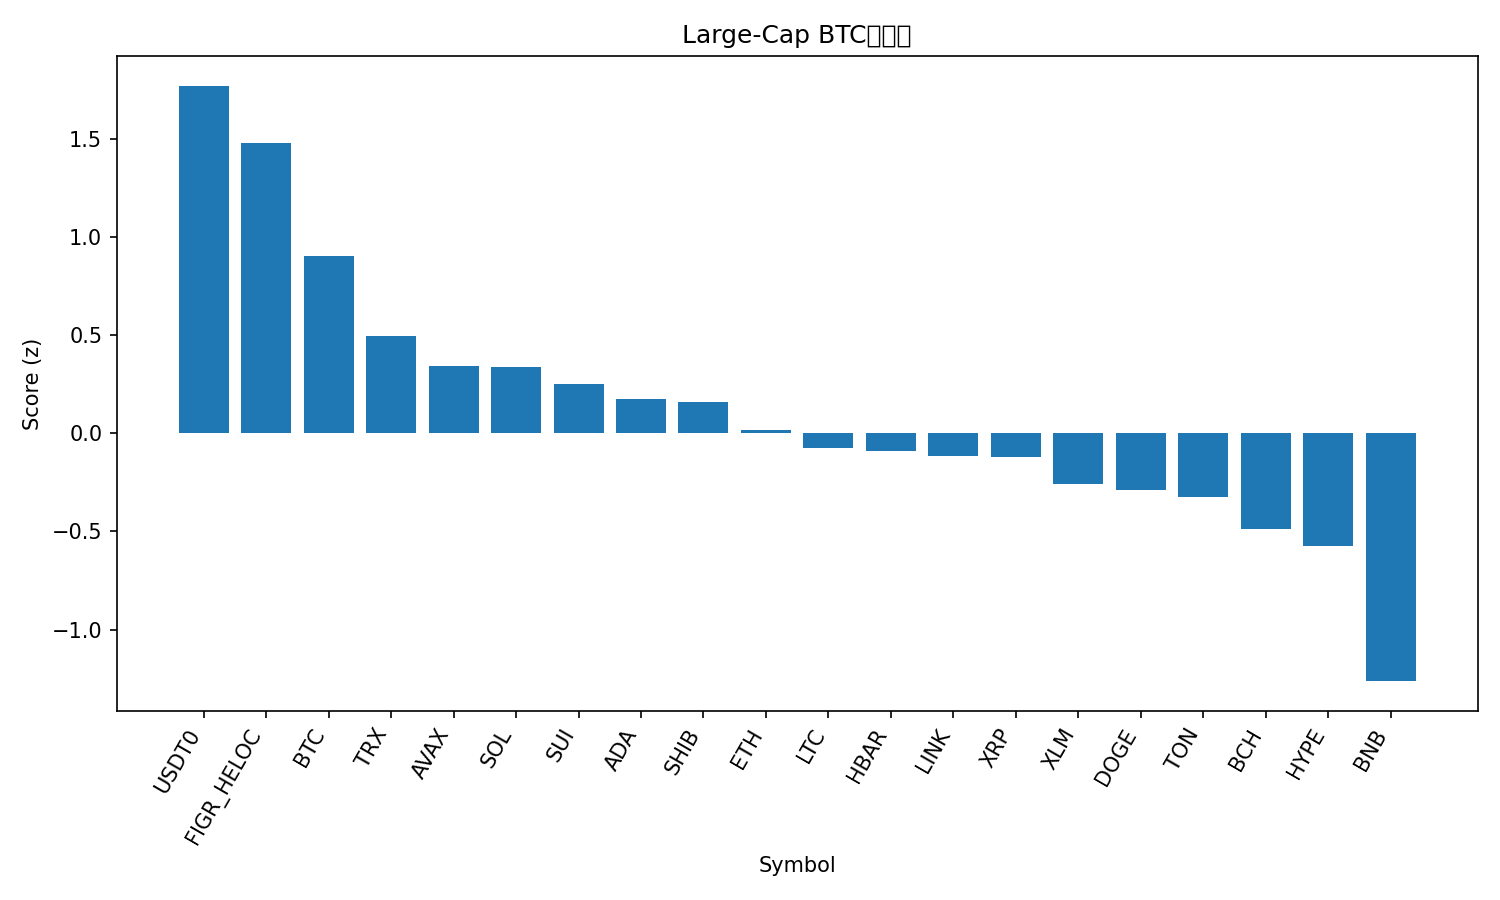 Large-Cap BTC
Score (z)
1.5
1.0
0.5
0.0
−0.5
−1.0
USDT0
FIGR_HELOC
BTC
TRX
AVAX
SOL
SUI
ADA
SHIB
ETH
LTC
HBAR
LINK
XRP
XLM
DOGE
TON
BCH
HYPE
BNB
Symbol